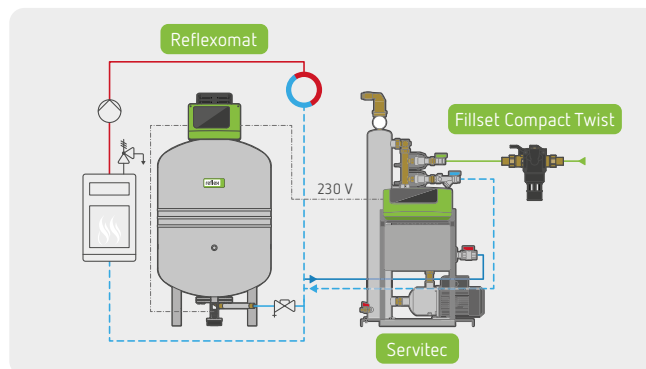 Reflexomat
Fillset Compact Twist
reflex
230 V
Servitec